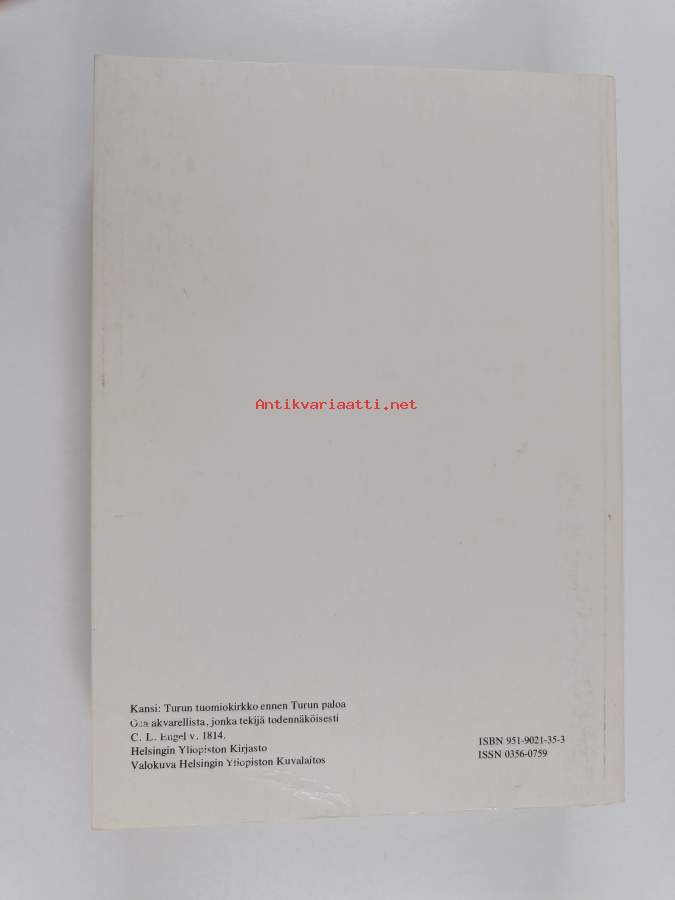 Antikvariaatti.net
Kansi: Turun tuomiokirkko ennen Turun paloa
Osa akvarellista, jonka tekijä todennäköisesti
C. L. Engel v. 1814.
Helsingin Yliopiston Kirjasto
Valokuva Helsingin Yliopiston Kuvalaitos
ISBN 951-9021-35-3
ISSN 0356-0759